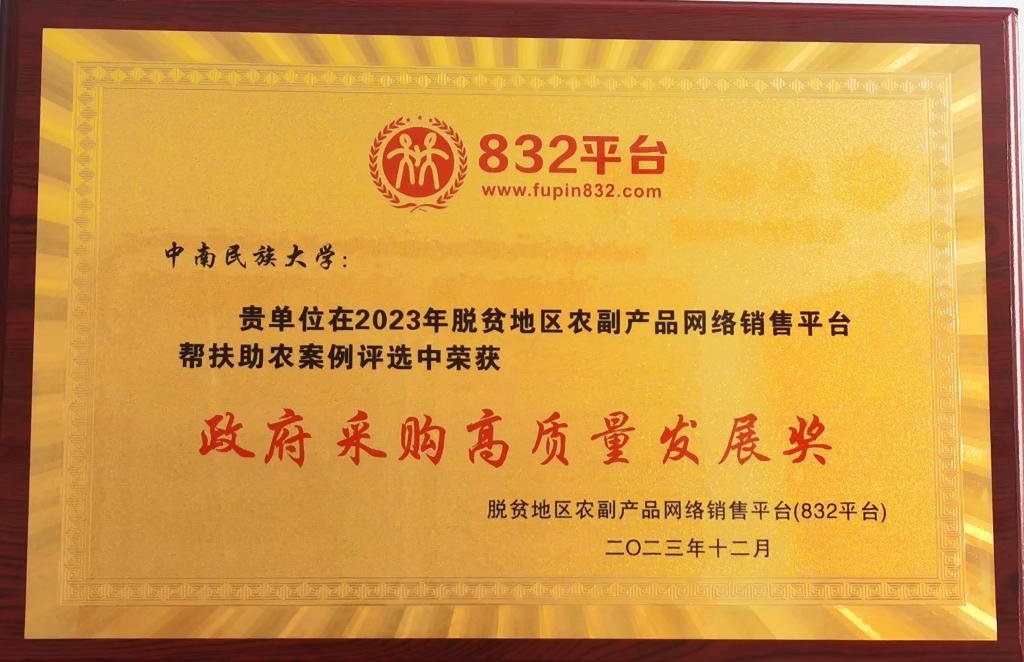 832平台
www.fupin832.com
中南民族大学：
贵单位在2023年脱贫地区农副产品网络销售平台
帮扶助农案例评选中荣获
政府采购高质量发展奖
脱贫地区农副产品网络销售平台(832平台)
二〇二三年十二月